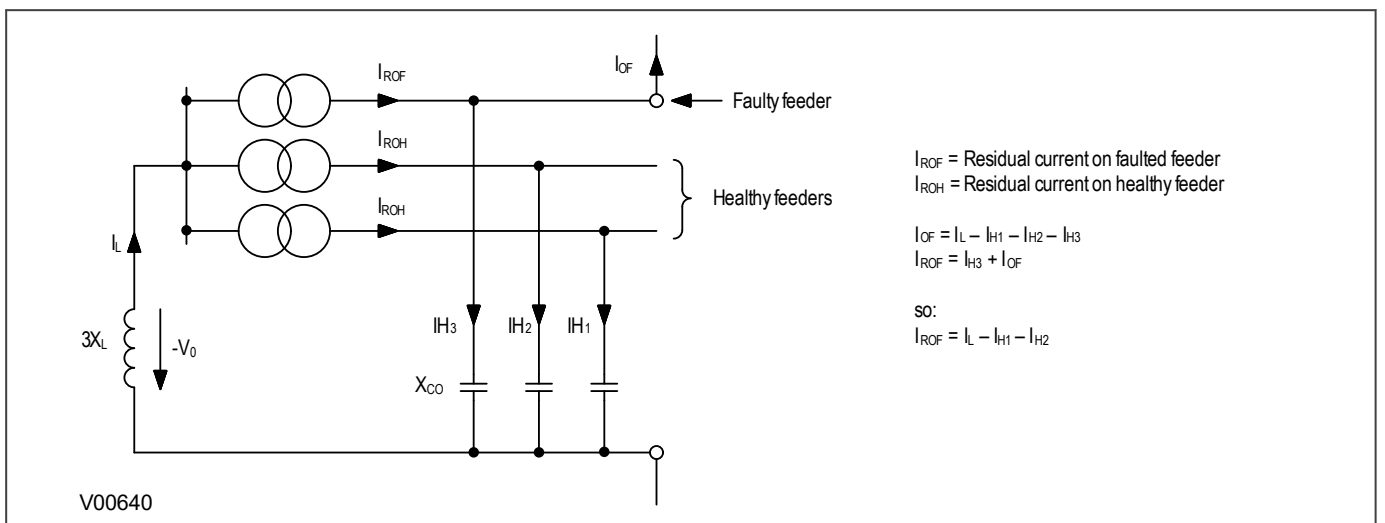 IROF
IOF
Faulty feeder
IROH
Healthy feeders
IROH
IL
3XL
-V0
IH3
IH2
IH1
XCO
IROF = Residual current on faulted feeder
IROH = Residual current on healthy feeder
IOF = IL – IH1 – IH2 – IH3
IROF = IH3 + IOF
so:
IROF = IL – IH1 – IH2
V00640